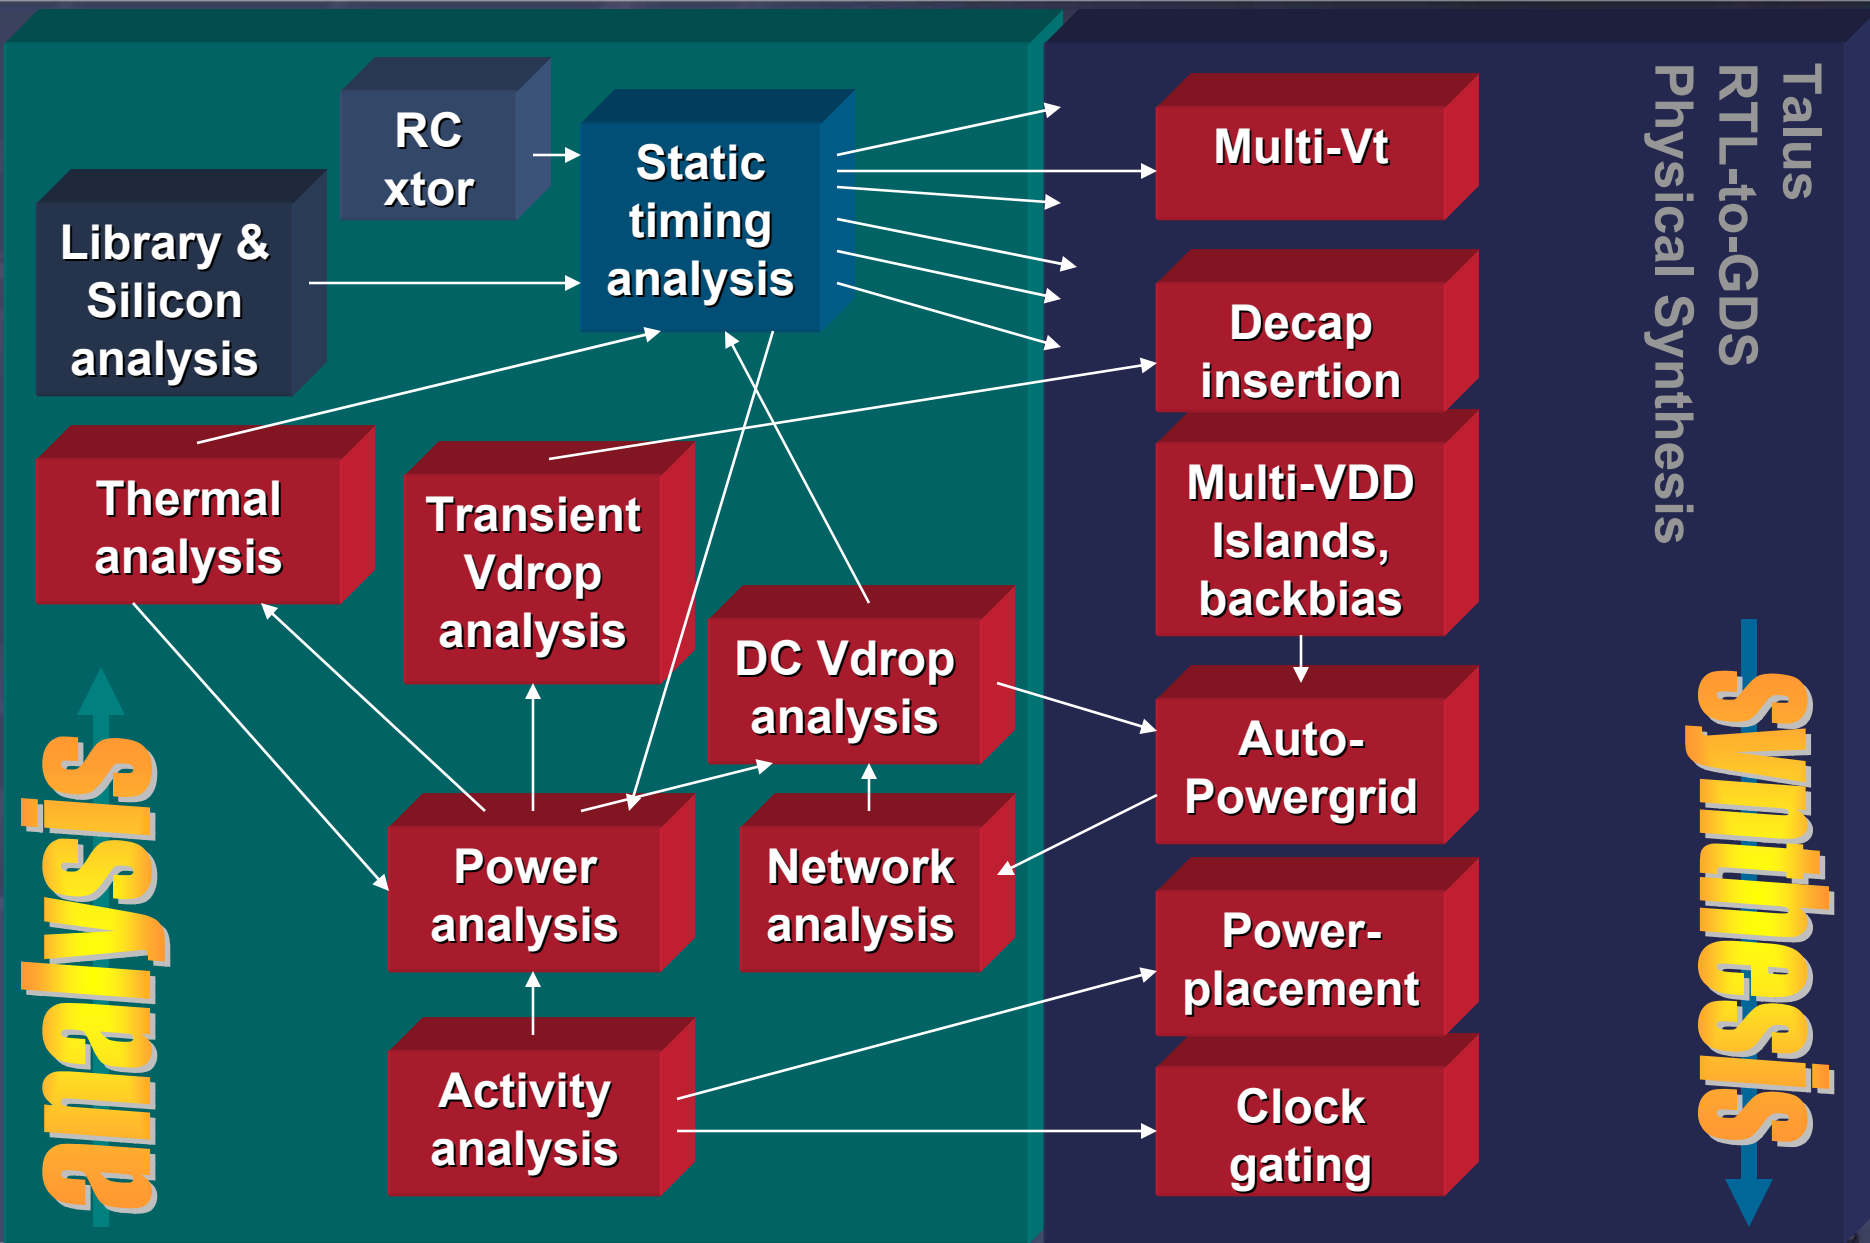 RC
xtor
Static
timing
analysis
Library &
Silicon
analysis
Thermal
analysis
Transient
Vdrop
analysis
DC Vdrop
analysis
Power
analysis
Network
analysis
Activity
analysis
analysis
Multi-Vt
Decap
insertion
Multi-VDD
Islands,
backbias
Auto-
Powergrid
Power-
placement
Clock
gating
Talus
RTL-to-GDS
Physical Synthesis
synthesis